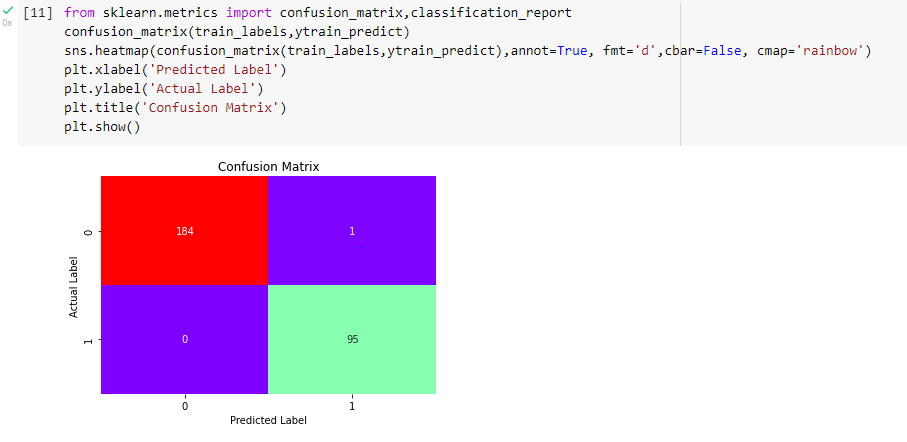 [11] from sklearn.metrics import confusion_matrix,classification_report
0s
confusion_matrix(train_labels,ytrain_predict)
sns.heatmap(confusion_matrix(train_labels,ytrain_predict),annot=True, fmt='d',cbar=False, cmap='rainbow')
plt.xlabel('Predicted Label')
plt.ylabel('Actual Label')
plt.title('Confusion Matrix')
plt.show()
Confusion Matrix
Actual Label
0
184
1
1
0
95
0
1
Predicted Label